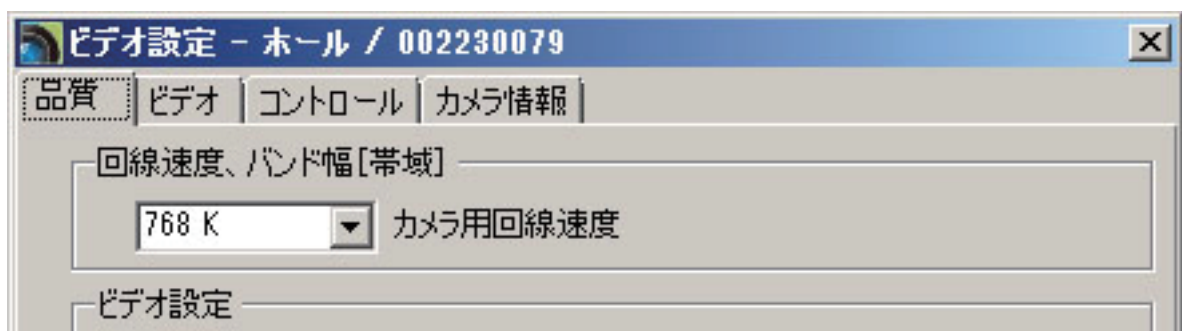 ビデオ設定 - ホール / 002230079
品質 ビデオ コントロール カメラ情報
回線速度、バンド幅[帯域]
768 K カメラ用回線速度
ビデオ設定